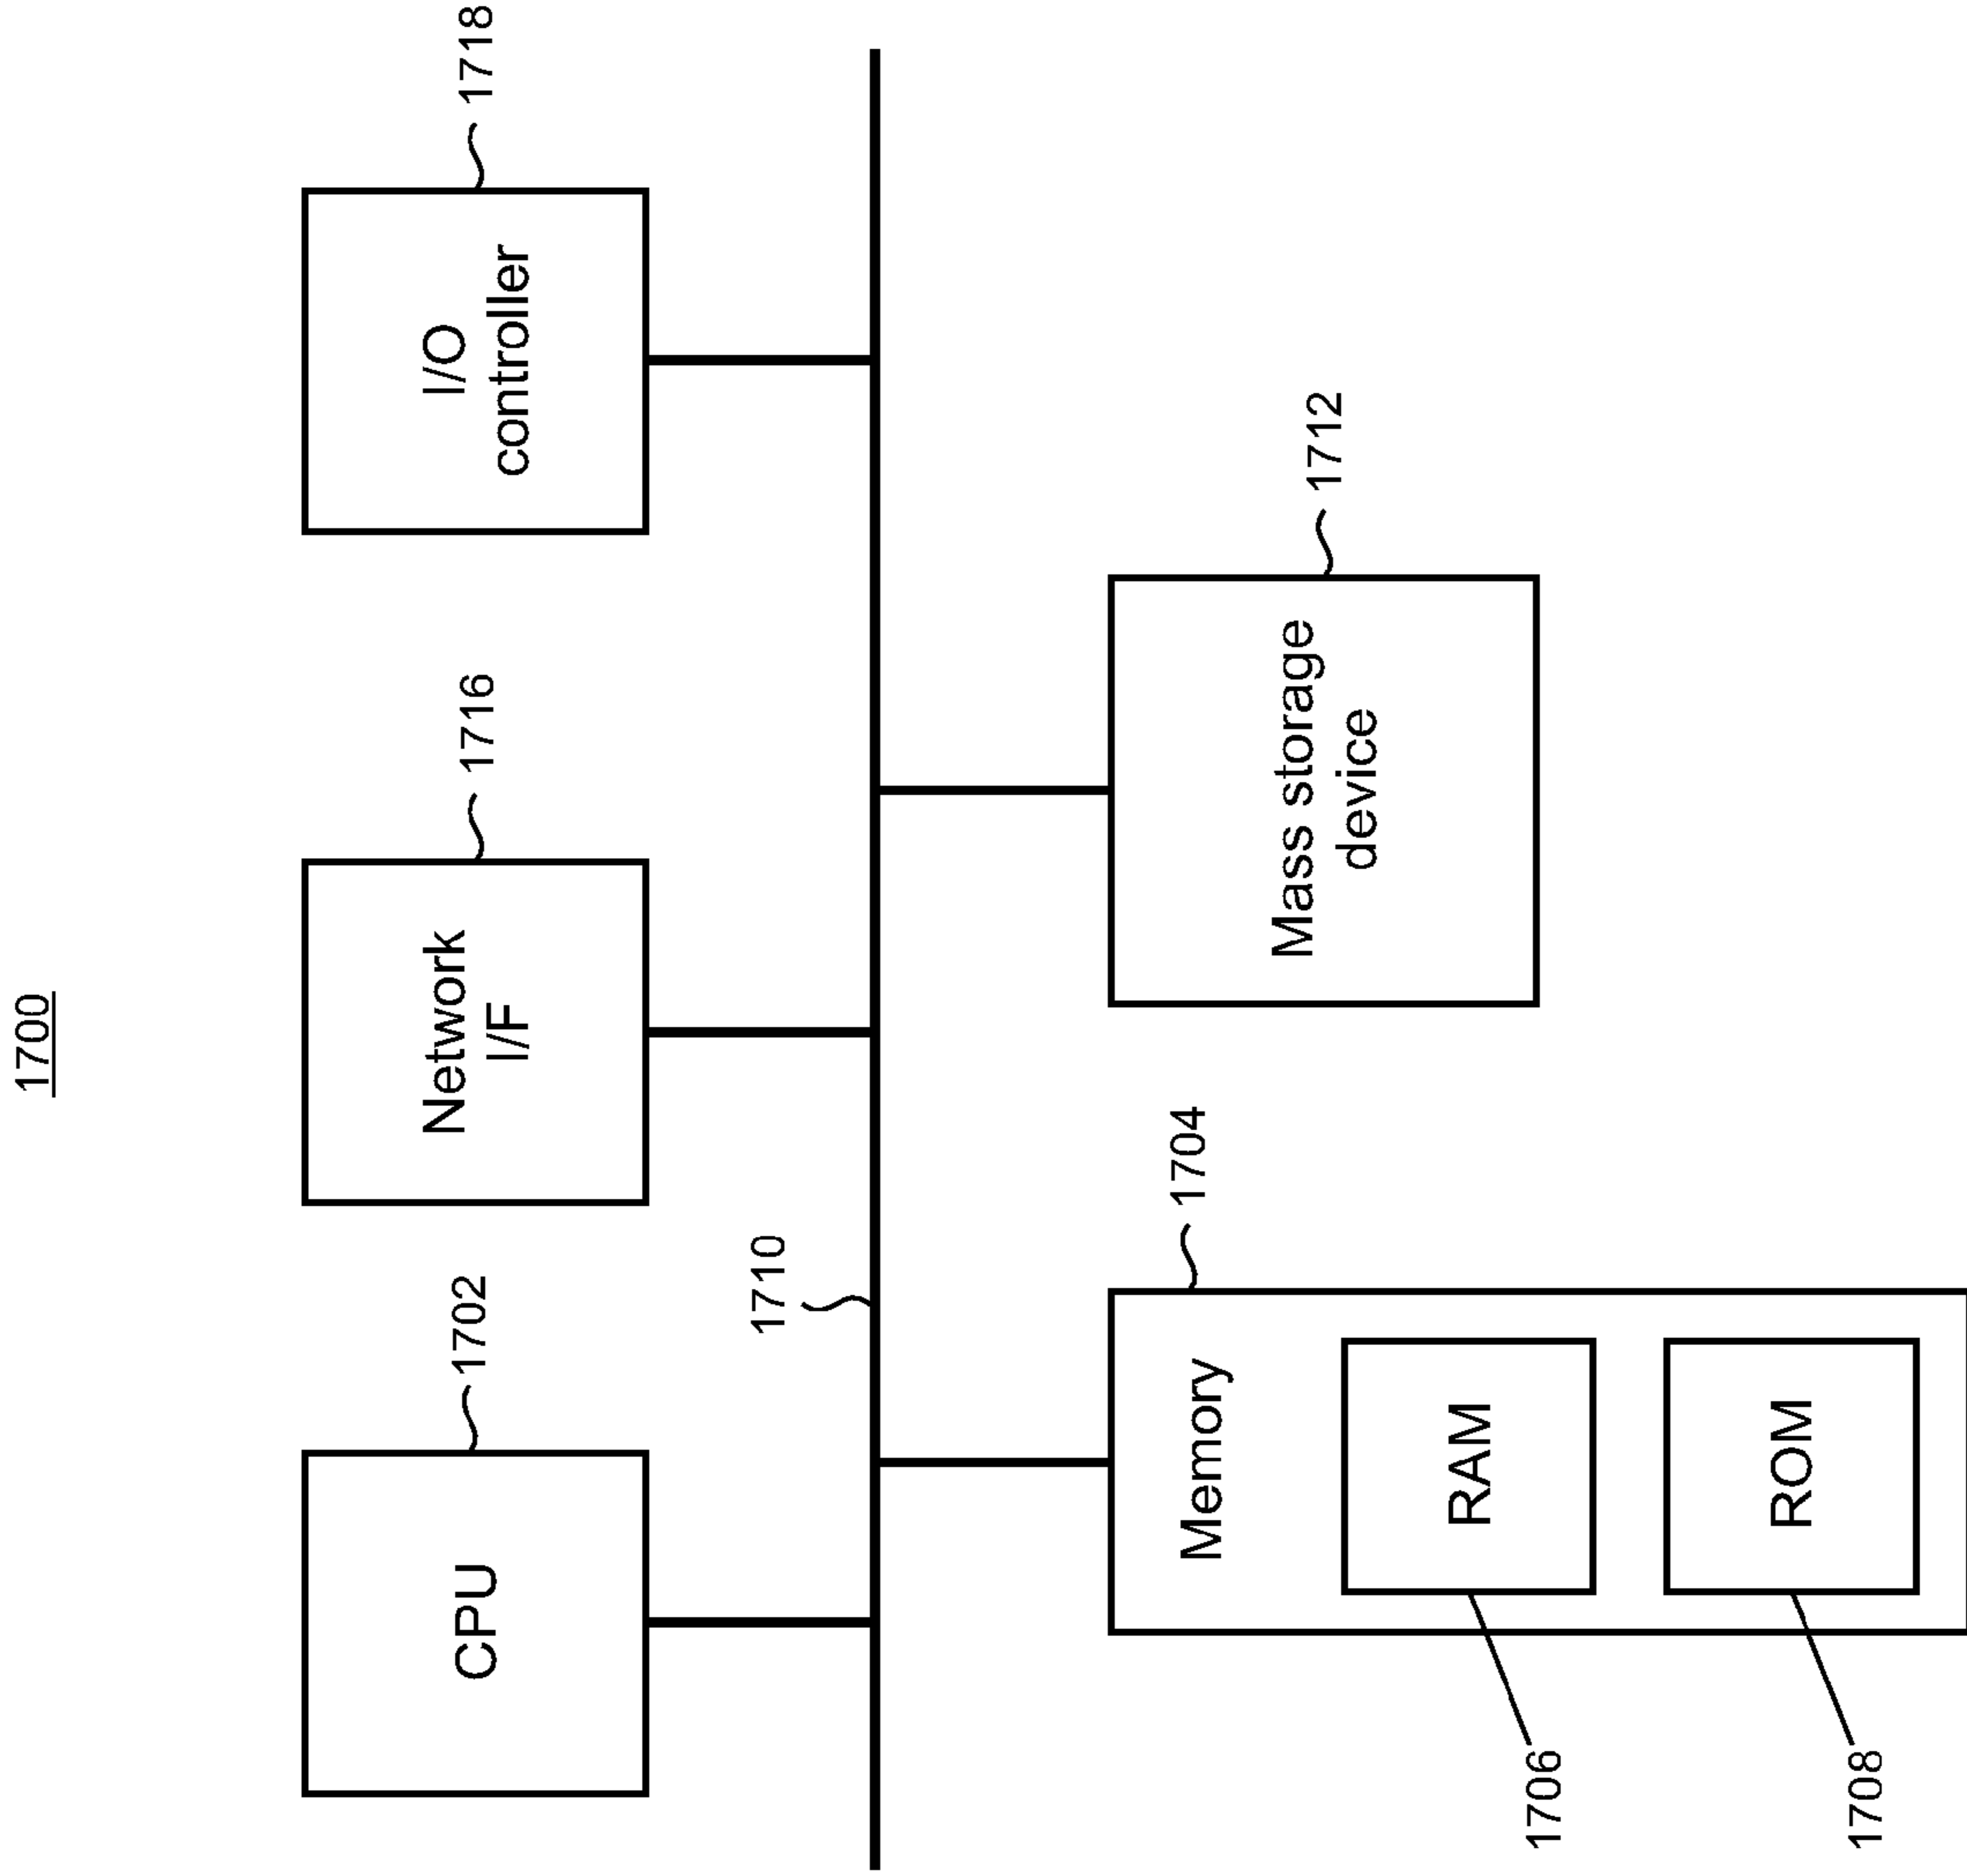 1700
CPU
1702
Network
I/F
1716
I/O
controller
1718
1710
Memory
1704
RAM
1706
ROM
1708
Mass storage
device
1712